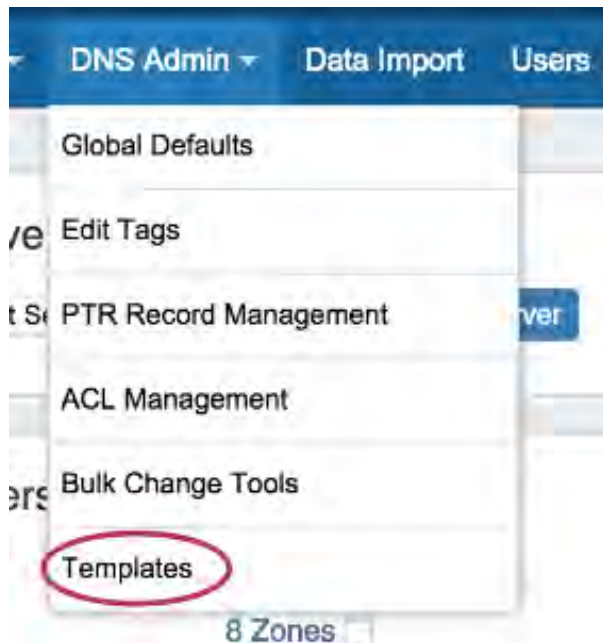 DNS Admin Data Import Users
Global Defaults
Edit Tags
PTR Record Management
ver
ACL Management
Bulk Change Tools
Templates
8 Zones